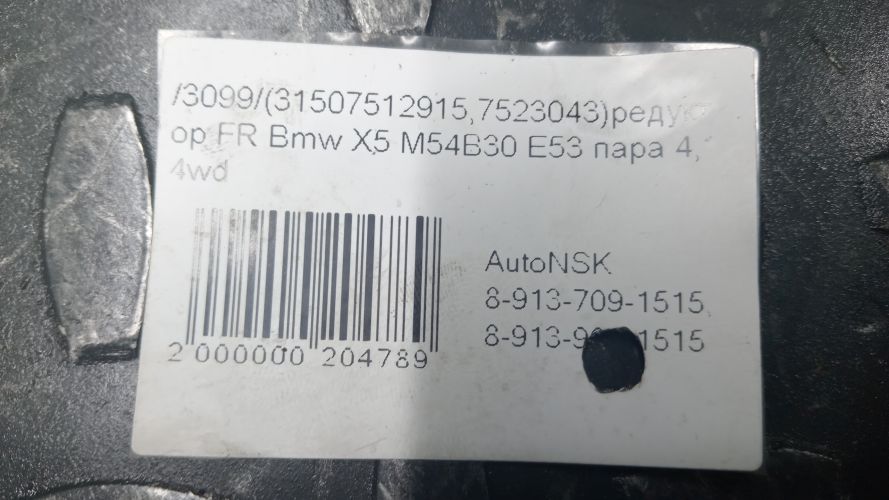 /3099/(31507512915,7523043)редукт
ор FR Bmw X5 M54B30 E53 пара 4,
4wd
AutoNSK
8-913-709-1515
2 000000 204789